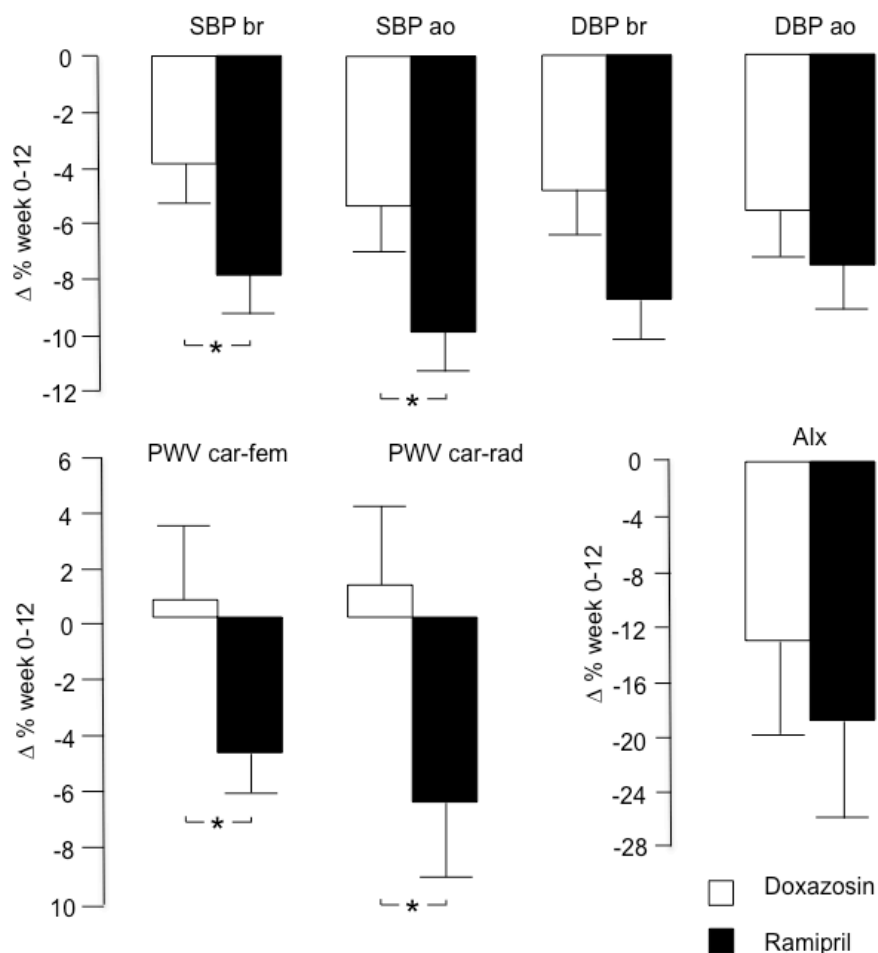 SBP br
SBP ao
DBP br
DBP ao
0
-2
-4
-6
-8
-10
-12
Δ % week 0-12
*
*
PWV car-fem
PWV car-rad
6
4
2
0
-2
-4
-6
-8
10
Δ % week 0-12
*
*
AIx
0
-4
-8
-12
-16
-20
-24
-28
Δ % week 0-12
Doxazosin
Ramipril